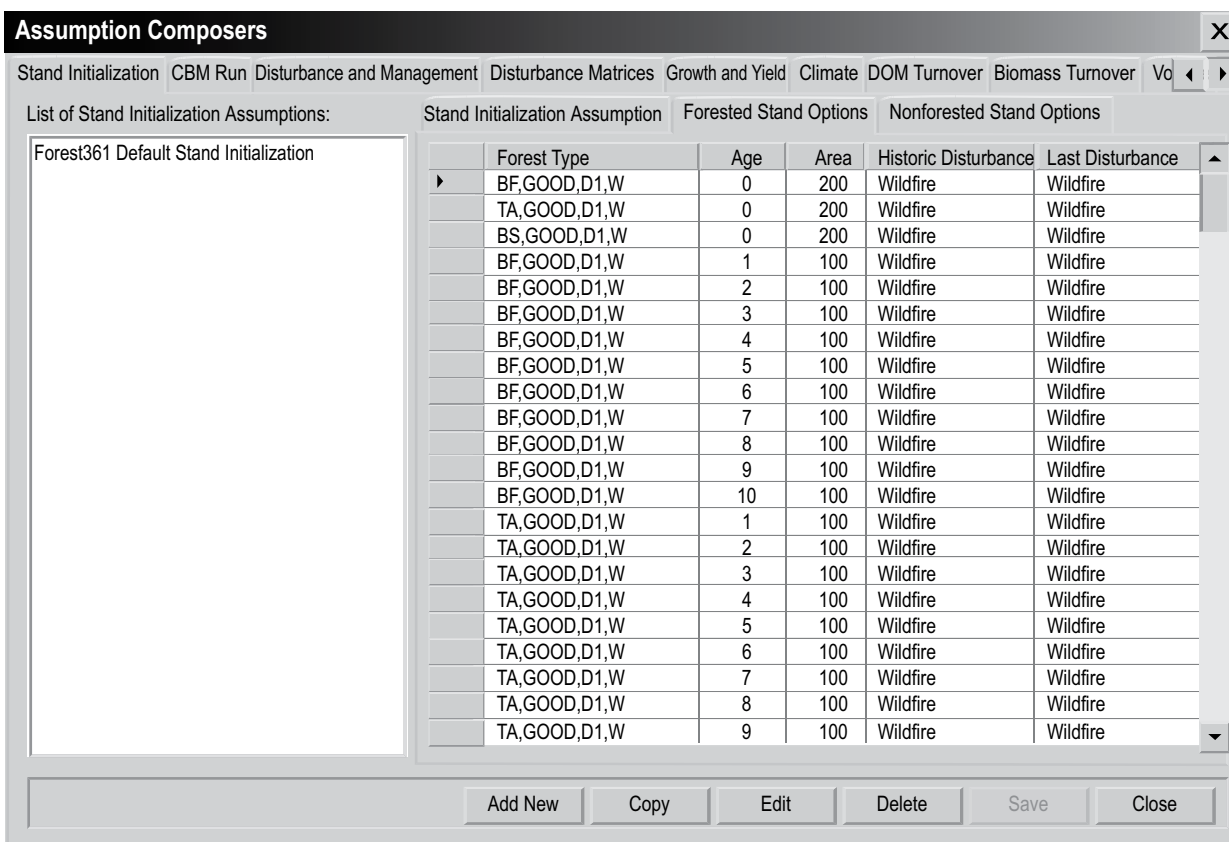 Assumption Composers
Stand Initialization CBM Run Disturbance and Management Disturbance Matrices Growth and Yield Climate DOM Turnover Biomass Turnover Vo
List of Stand Initialization Assumptions:
Forest361 Default Stand Initialization
Stand Initialization Assumption Forested Stand Options Nonforested Stand Options
Forest Type Age Area Historic Disturbance Last Disturbance
BF,GOOD,D1,W 0 200 Wildfire Wildfire
TA,GOOD,D1,W 0 200 Wildfire Wildfire
BS,GOOD,D1,W 0 200 Wildfire Wildfire
BF,GOOD,D1,W 1 100 Wildfire Wildfire
BF,GOOD,D1,W 2 100 Wildfire Wildfire
BF,GOOD,D1,W 3 100 Wildfire Wildfire
BF,GOOD,D1,W 4 100 Wildfire Wildfire
BF,GOOD,D1,W 5 100 Wildfire Wildfire
BF,GOOD,D1,W 6 100 Wildfire Wildfire
BF,GOOD,D1,W 7 100 Wildfire Wildfire
BF,GOOD,D1,W 8 100 Wildfire Wildfire
BF,GOOD,D1,W 9 100 Wildfire Wildfire
BF,GOOD,D1,W 10 100 Wildfire Wildfire
TA,GOOD,D1,W 1 100 Wildfire Wildfire
TA,GOOD,D1,W 2 100 Wildfire Wildfire
TA,GOOD,D1,W 3 100 Wildfire Wildfire
TA,GOOD,D1,W 4 100 Wildfire Wildfire
TA,GOOD,D1,W 5 100 Wildfire Wildfire
TA,GOOD,D1,W 6 100 Wildfire Wildfire
TA,GOOD,D1,W 7 100 Wildfire Wildfire
TA,GOOD,D1,W 8 100 Wildfire Wildfire
TA,GOOD,D1,W 9 100 Wildfire Wildfire
Add New Copy Edit Delete Save Close